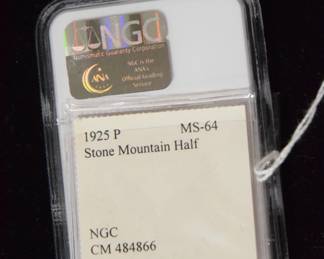 NGC
Numismatic Guaranty Corporation
NGC is the
ANA's
Official Grading
Service
ANA
1925 P MS-64
Stone Mountain Half
NGC
CM 484866